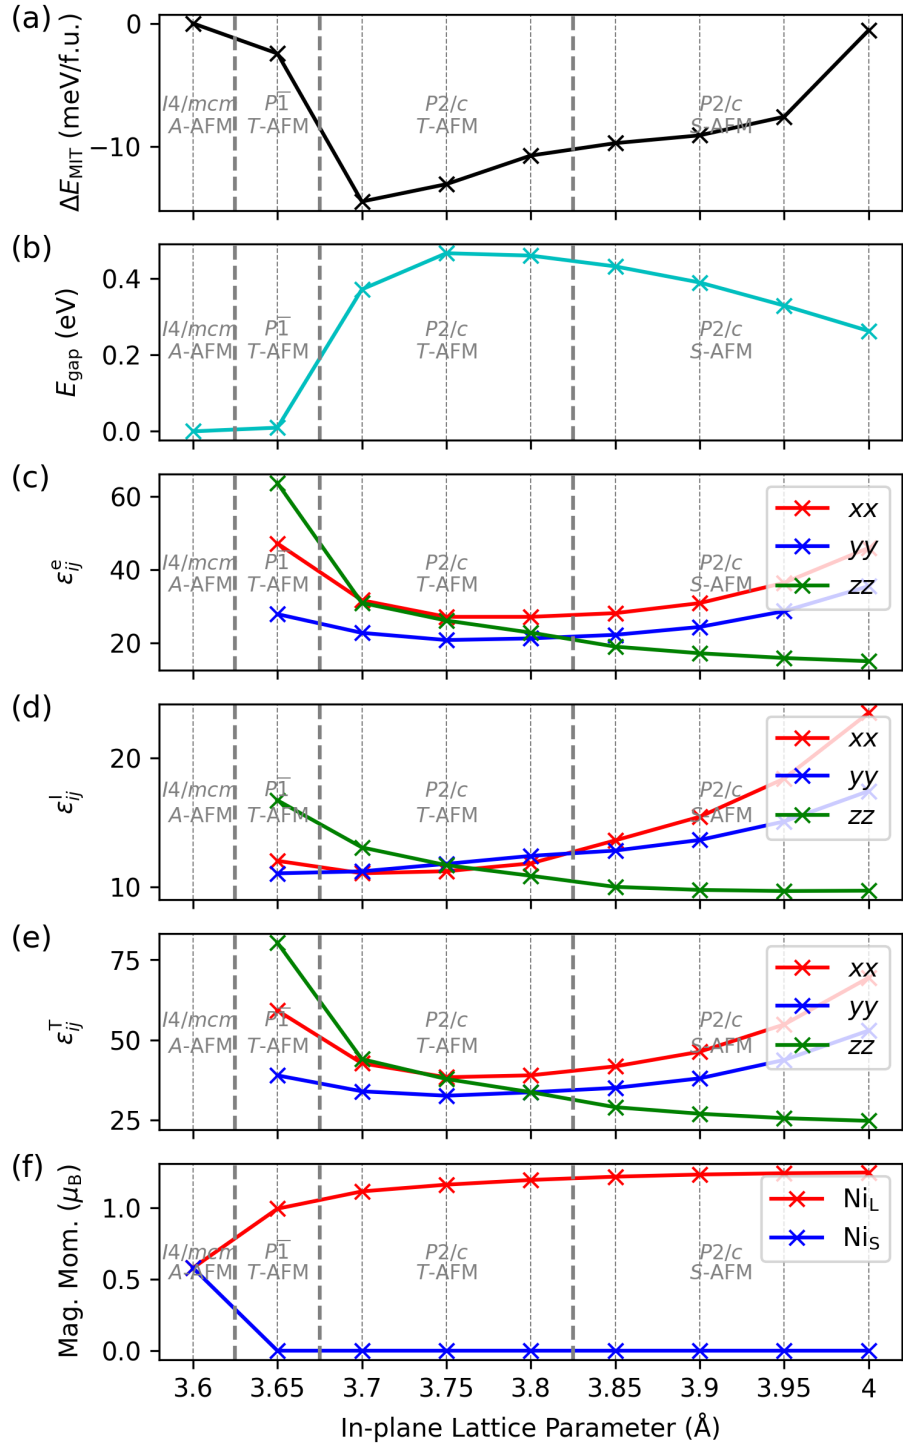 (a)
0
−10
ΔE_MIT (meV/f.u.)
I4/mcm
A-AFM
P1̅
T-AFM
P2/c
T-AFM
P2/c
S-AFM
(b)
0.4
0.2
0.0
E_gap (eV)
I4/mcm
A-AFM
P1̅
T-AFM
P2/c
T-AFM
P2/c
S-AFM
(c)
60
40
20
ε^e_ij
I4/mcm
A-AFM
P1̅
T-AFM
P2/c
T-AFM
P2/c
S-AFM
xx
yy
zz
(d)
20
10
ε^I_ij
I4/mcm
A-AFM
P1̅
T-AFM
P2/c
T-AFM
P2/c
S-AFM
xx
yy
zz
(e)
75
50
25
ε^T_ij
I4/mcm
A-AFM
P1̅
T-AFM
P2/c
T-AFM
P2/c
S-AFM
xx
yy
zz
(f)
1.0
0.5
0.0
Mag. Mom. (μ_B)
I4/mcm
A-AFM
P1̅
T-AFM
P2/c
T-AFM
P2/c
S-AFM
Ni_L
Ni_S
3.6 3.65 3.7 3.75 3.8 3.85 3.9 3.95 4
In-plane Lattice Parameter (Å)